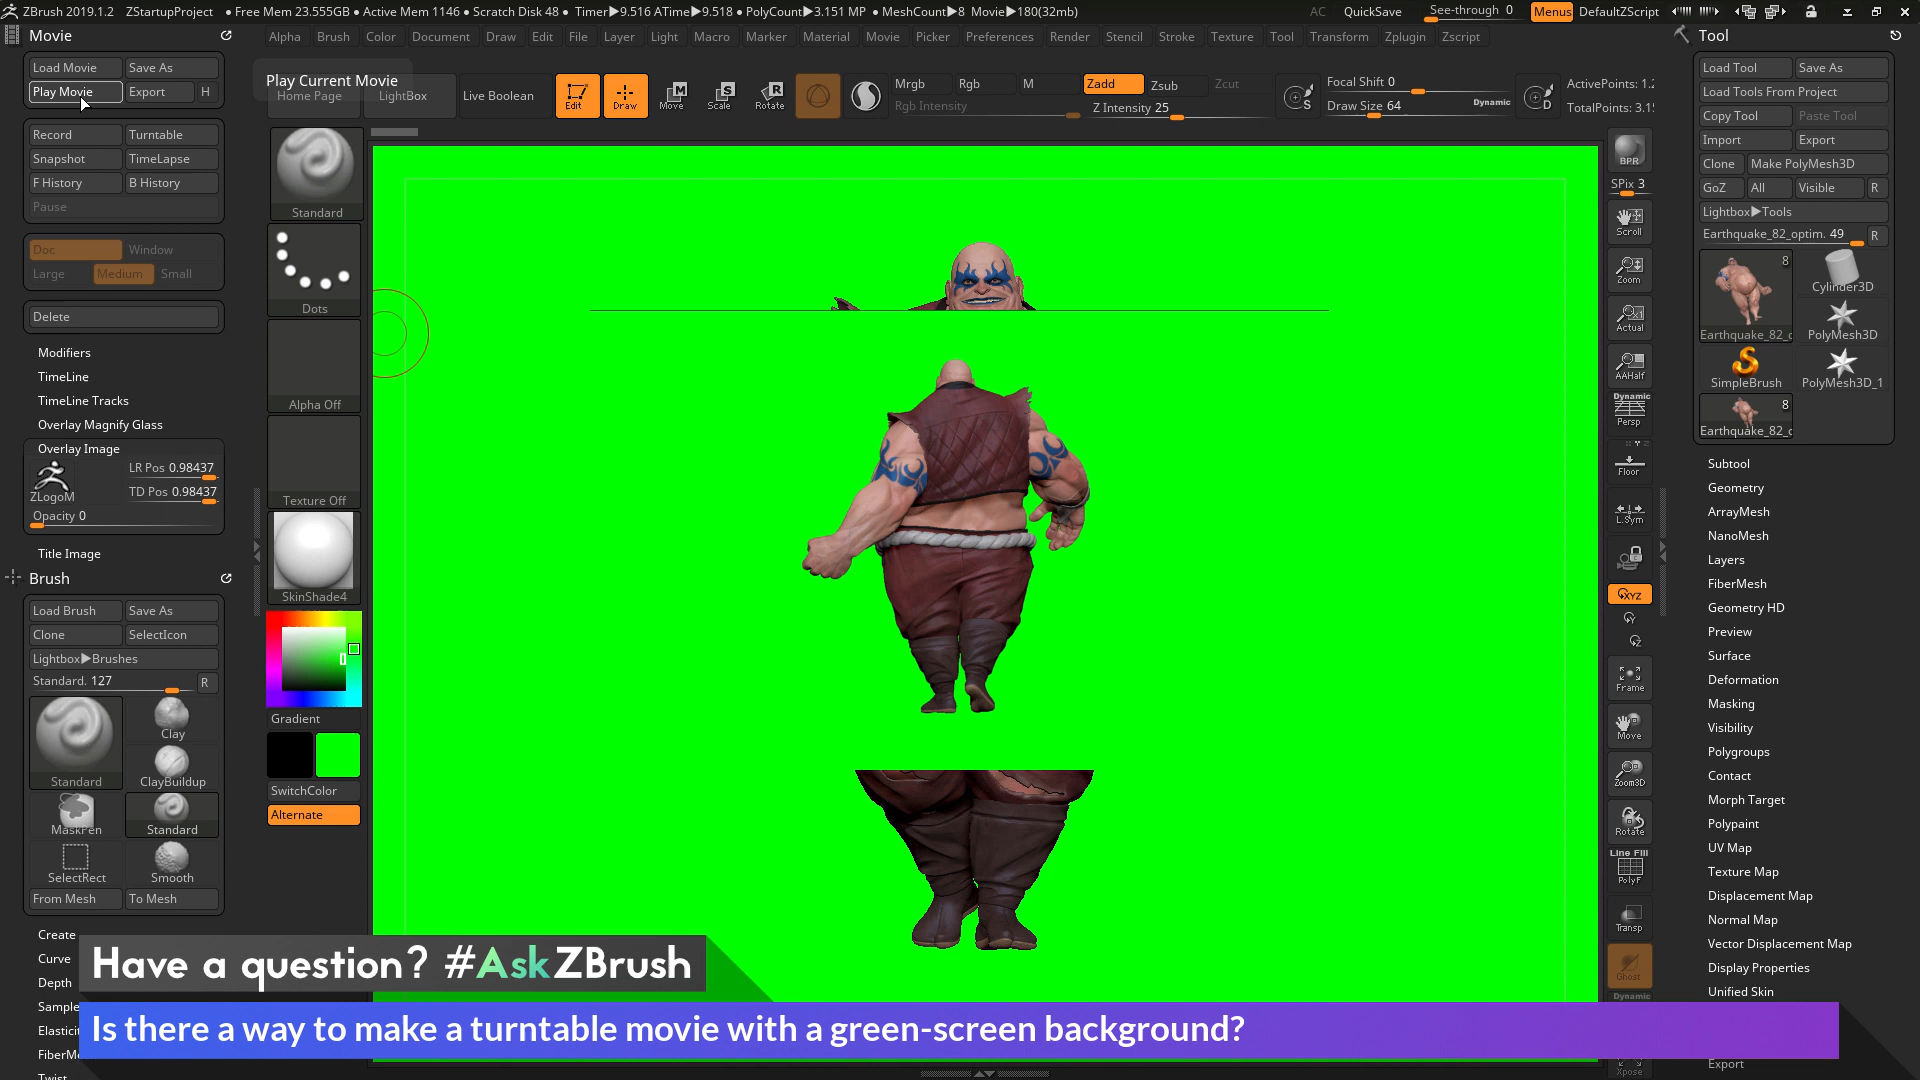 ZBrush 2019.1.2 ZStartupProject • Free Mem 23.555GB • Active Mem 1146 • Scratch Disk 48 • Timer▶9.516 ATime▶9.518 • PolyCount▶3.151 MP • MeshCount▶8 Movie▶180(32mb) AC QuickSave See-through 0 Menus DefaultZScript
Movie
Alpha Brush Color Document Draw Edit File Layer Light Macro Marker Material Movie Picker Preferences Render Stencil Stroke Texture Tool Transform Zplugin Zscript
Tool
Load Movie Save As
Play Movie Export H
Play Current Movie
Home Page LightBox Live Boolean Edit Draw Move Scale Rotate
Mrgb Rgb M Zadd Zsub Zcut
Rgb Intensity Z Intensity 25
Focal Shift 0
Draw Size 64 Dynamic
ActivePoints: 1.2
TotalPoints: 3.15
Record Turntable
Snapshot TimeLapse
F History B History
Pause
Doc Window
Large Medium Small
Delete
Modifiers
TimeLine
TimeLine Tracks
Overlay Magnify Glass
Overlay Image
ZLogoM
LR Pos 0.98437
TD Pos 0.98437
Opacity 0
Title Image
Brush
Load Brush Save As
Clone SelectIcon
Lightbox▶Brushes
Standard. 127 R
Standard
Clay
ClayBuildup
MaskPen
Standard
SelectRect
Smooth
From Mesh To Mesh
Create
Curve
Depth
Sample
Elasticit
FiberMe
Twist
Standard
Dots
Alpha Off
Texture Off
SkinShade4
Gradient
SwitchColor
Alternate
BPR
SPix 3
Scroll
Zoom
Actual
AAHalf
Dynamic
Persp
Floor
L.Sym
XYZ
Frame
Move
Zoom3D
Rotate
Line Fill
PolyF
Transp
Ghost
Dynamic
Xpose
Load Tool Save As
Load Tools From Project
Copy Tool Paste Tool
Import Export
Clone Make PolyMesh3D
GoZ All Visible R
Lightbox▶Tools
Earthquake_82_optim. 49 R
8
Earthquake_82_c
Cylinder3D
PolyMesh3D
SimpleBrush
PolyMesh3D_1
8
Earthquake_82_c
Subtool
Geometry
ArrayMesh
NanoMesh
Layers
FiberMesh
Geometry HD
Preview
Surface
Deformation
Masking
Visibility
Polygroups
Contact
Morph Target
Polypaint
UV Map
Texture Map
Displacement Map
Normal Map
Vector Displacement Map
Display Properties
Unified Skin
Export
Have a question? #AskZBrush
Is there a way to make a turntable movie with a green-screen background?